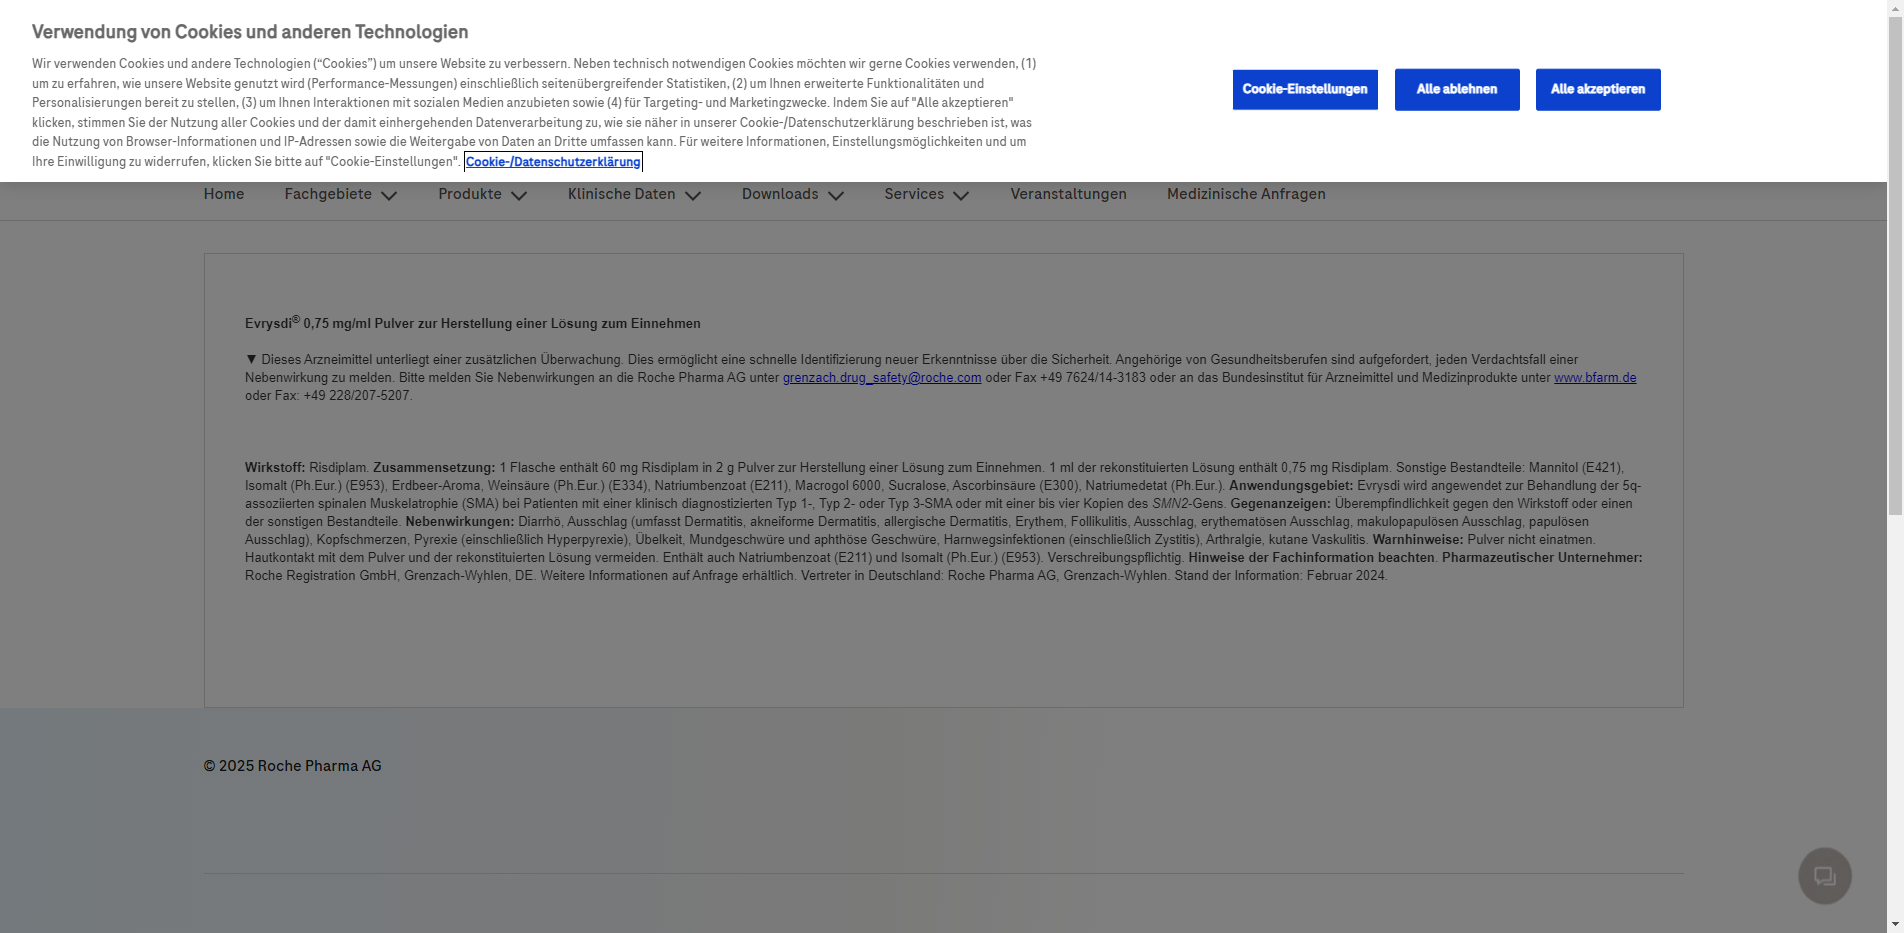 Verwendung von Cookies und anderen Technologien
Wir verwenden Cookies und andere Technologien (“Cookies”) um unsere Website zu verbessern. Neben technisch notwendigen Cookies möchten wir gerne Cookies verwenden, (1)
um zu erfahren, wie unsere Website genutzt wird (Performance-Messungen) einschließlich seitenübergreifender Statistiken, (2) um Ihnen erweiterte Funktionalitäten und
Personalisierungen bereit zu stellen, (3) um Ihnen Interaktionen mit sozialen Medien anzubieten sowie (4) für Targeting- und Marketingzwecke. Indem Sie auf "Alle akzeptieren"
klicken, stimmen Sie der Nutzung aller Cookies und der damit einhergehenden Datenverarbeitung zu, wie sie näher in unserer Cookie-/Datenschutzerklärung beschrieben ist, was
die Nutzung von Browser-Informationen und IP-Adressen sowie die Weitergabe von Daten an Dritte umfassen kann. Für weitere Informationen, Einstellungsmöglichkeiten und um
Ihre Einwilligung zu widerrufen, klicken Sie bitte auf "Cookie-Einstellungen". Cookie-/Datenschutzerklärung
Cookie-Einstellungen
Alle ablehnen
Alle akzeptieren
Home Fachgebiete Produkte Klinische Daten Downloads Services Veranstaltungen Medizinische Anfragen
Evrysdi® 0,75 mg/ml Pulver zur Herstellung einer Lösung zum Einnehmen
▼ Dieses Arzneimittel unterliegt einer zusätzlichen Überwachung. Dies ermöglicht eine schnelle Identifizierung neuer Erkenntnisse über die Sicherheit. Angehörige von Gesundheitsberufen sind aufgefordert, jeden Verdachtsfall einer
Nebenwirkung zu melden. Bitte melden Sie Nebenwirkungen an die Roche Pharma AG unter grenzach.drug_safety@roche.com oder Fax +49 7624/14-3183 oder an das Bundesinstitut für Arzneimittel und Medizinprodukte unter www.bfarm.de
oder Fax: +49 228/207-5207.
Wirkstoff: Risdiplam. Zusammensetzung: 1 Flasche enthält 60 mg Risdiplam in 2 g Pulver zur Herstellung einer Lösung zum Einnehmen. 1 ml der rekonstituierten Lösung enthält 0,75 mg Risdiplam. Sonstige Bestandteile: Mannitol (E421),
Isomalt (Ph.Eur.) (E953), Erdbeer-Aroma, Weinsäure (Ph.Eur.) (E334), Natriumbenzoat (E211), Macrogol 6000, Sucralose, Ascorbinsäure (E300), Natriumedetat (Ph.Eur.). Anwendungsgebiet: Evrysdi wird angewendet zur Behandlung der 5q-
assoziierten spinalen Muskelatrophie (SMA) bei Patienten mit einer klinisch diagnostizierten Typ 1-, Typ 2- oder Typ 3-SMA oder mit einer bis vier Kopien des SMN2-Gens. Gegenanzeigen: Überempfindlichkeit gegen den Wirkstoff oder einen
der sonstigen Bestandteile. Nebenwirkungen: Diarrhö, Ausschlag (umfasst Dermatitis, akneiforme Dermatitis, allergische Dermatitis, Erythem, Follikulitis, Ausschlag, erythematösen Ausschlag, makulopapulösen Ausschlag, papulösen
Ausschlag), Kopfschmerzen, Pyrexie (einschließlich Hyperpyrexie), Übelkeit, Mundgeschwüre und aphthöse Geschwüre, Harnwegsinfektionen (einschließlich Zystitis), Arthralgie, kutane Vaskulitis. Warnhinweise: Pulver nicht einatmen.
Hautkontakt mit dem Pulver und der rekonstituierten Lösung vermeiden. Enthält auch Natriumbenzoat (E211) und Isomalt (Ph.Eur.) (E953). Verschreibungspflichtig. Hinweise der Fachinformation beachten. Pharmazeutischer Unternehmer:
Roche Registration GmbH, Grenzach-Wyhlen, DE. Weitere Informationen auf Anfrage erhältlich. Vertreter in Deutschland: Roche Pharma AG, Grenzach-Wyhlen. Stand der Information: Februar 2024.
© 2025 Roche Pharma AG